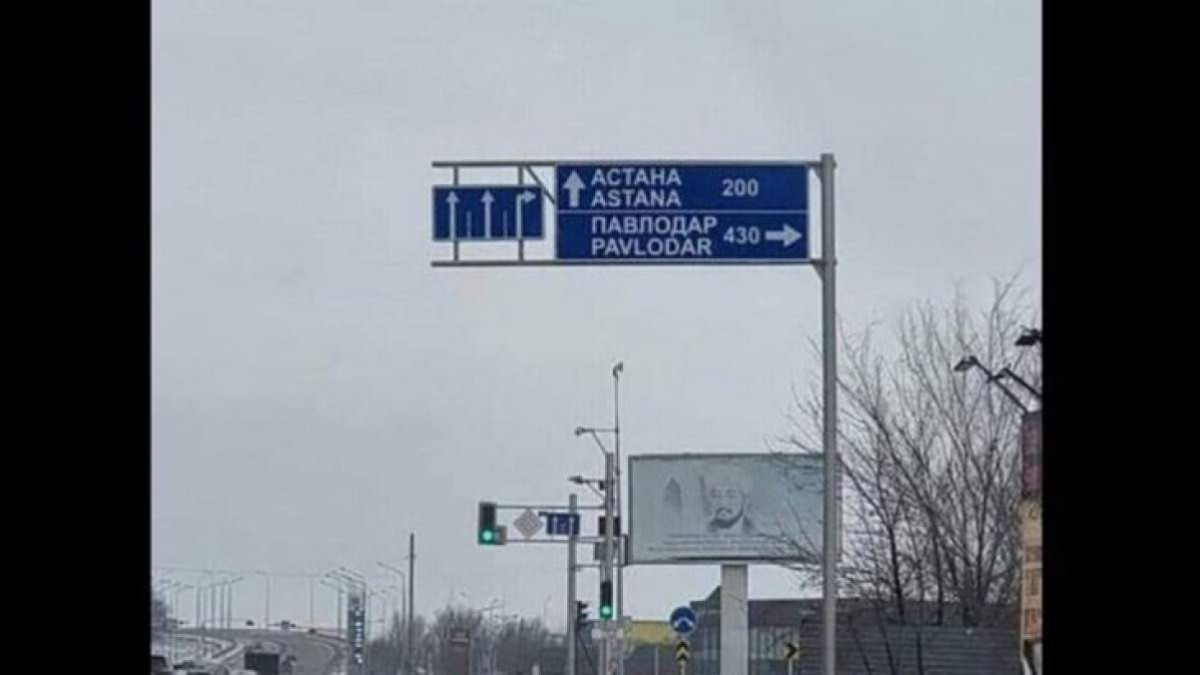 АСТАНА
ASTANA
200
ПАВЛОДАР
PAVLODAR
430